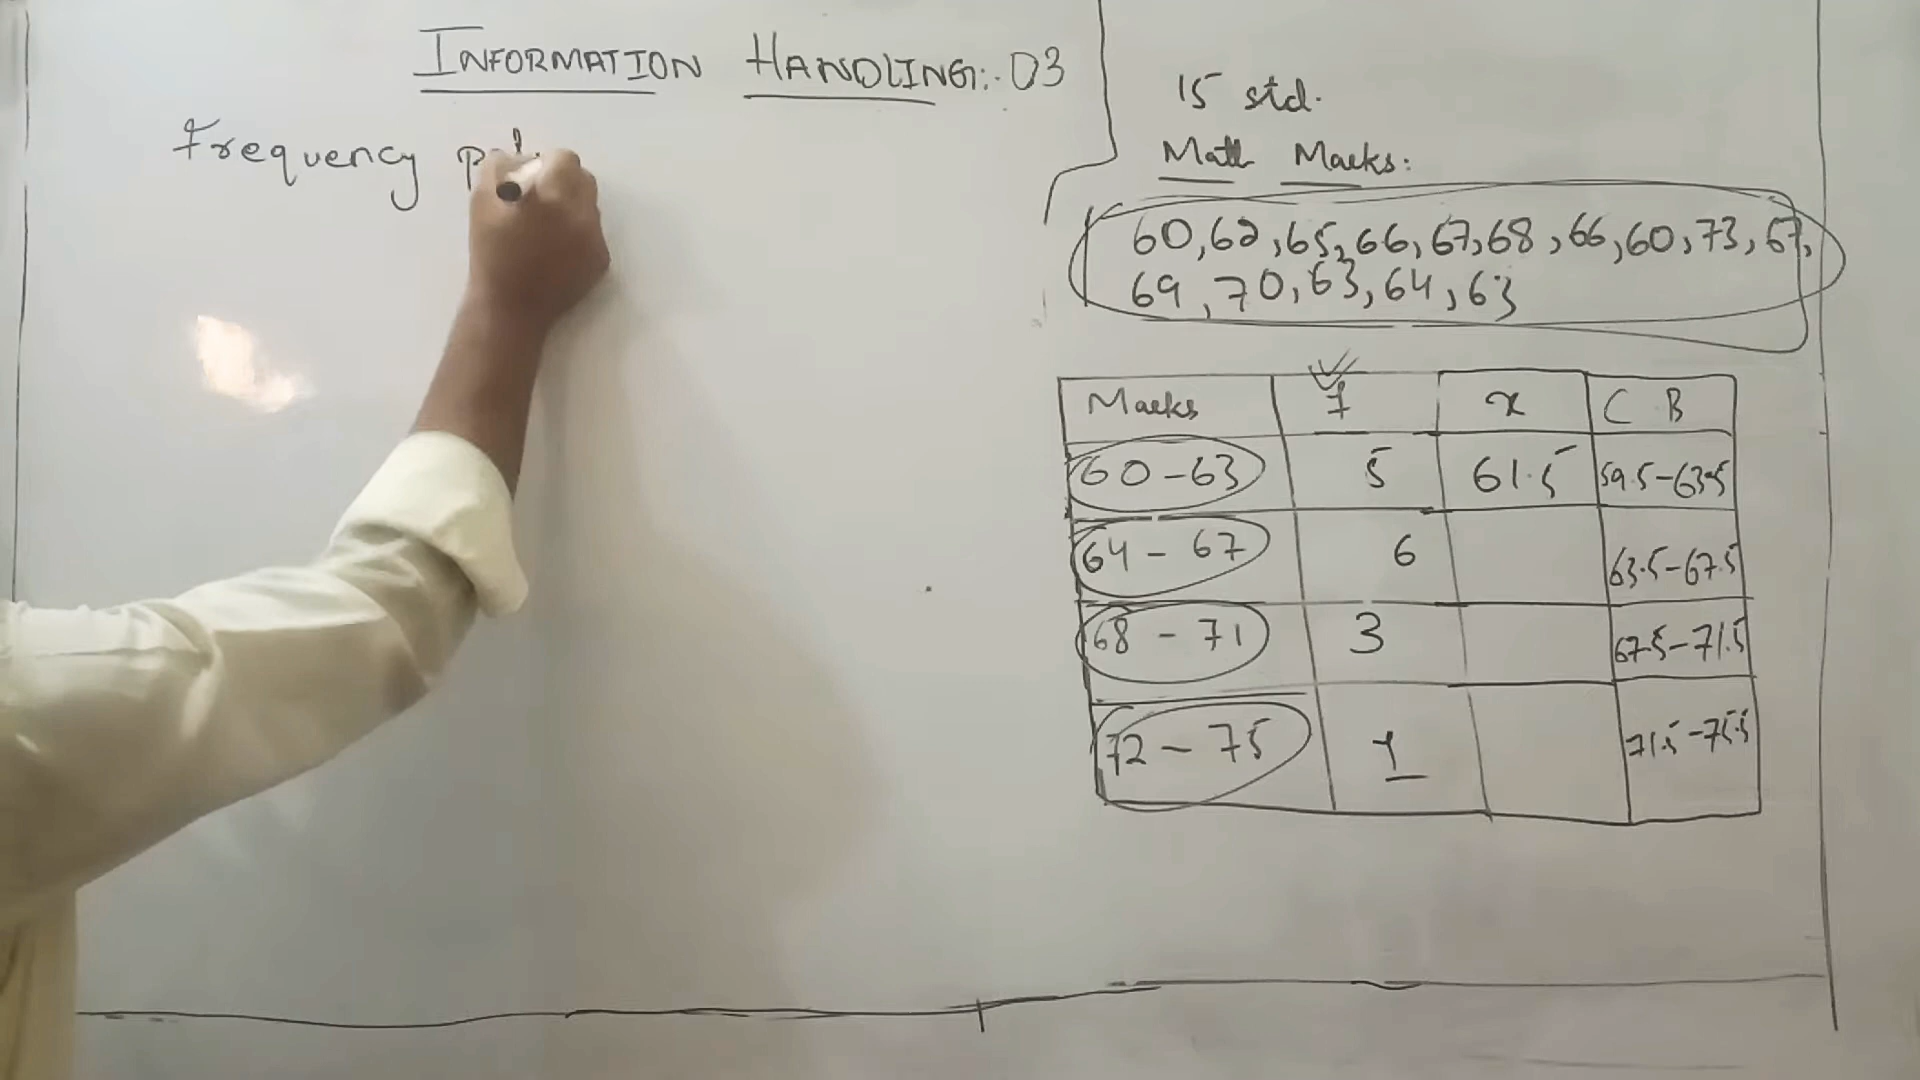 INFORMATION HANDLING:. 03
Frequency
15 std.
Math Marks:
60,62,65,66,67,68,66,60,73,67,
69,70,63,64,63
Marks f x C B
60-63 5 61.5 59.5-63.5
64-67 6 63.5-67.5
68-71 3 67.5-71.5
72-75 1 71.5-75.5